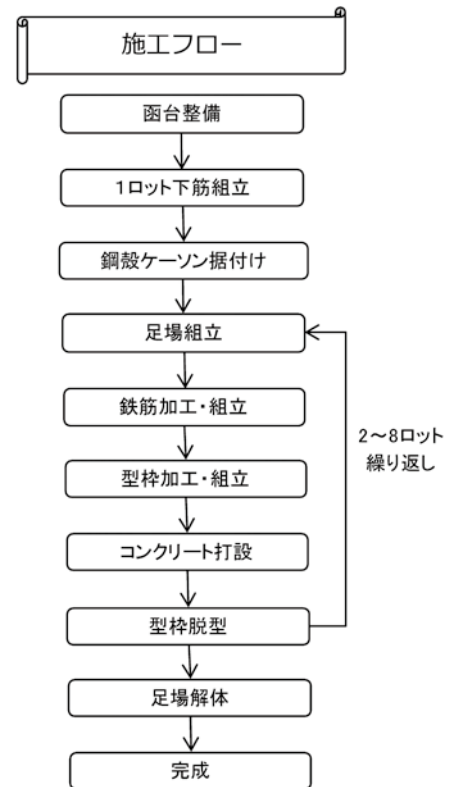 施工フロー
函台整備
1ロット下筋組立
鋼殻ケーソン据付け
足場組立
鉄筋加工・組立
2～8ロット
繰り返し
型枠加工・組立
コンクリート打設
型枠脱型
足場解体
完成